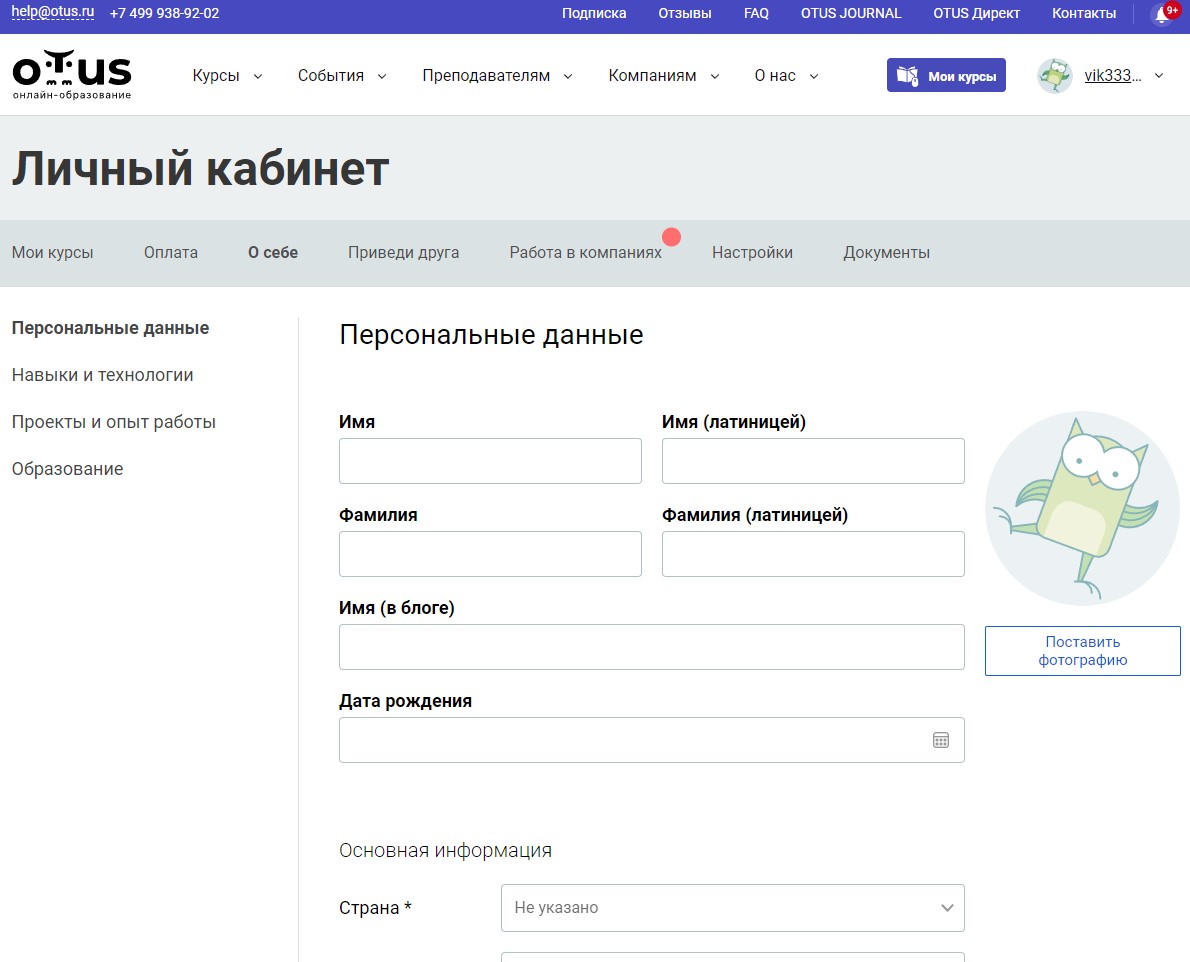 help@otus.ru +7 499 938-92-02 Подписка Отзывы FAQ OTUS JOURNAL OTUS Директ Контакты 9+
OTUS Курсы События Преподавателям Компаниям О нас Мои курсы vik333...
онлайн-образование
Личный кабинет
Мои курсы Оплата О себе Приведи друга Работа в компаниях Настройки Документы
Персональные данные
Навыки и технологии
Проекты и опыт работы
Образование
Персональные данные
Имя Имя (латиницей)
Фамилия Фамилия (латиницей)
Имя (в блоге)
Дата рождения
Поставить
фотографию
Основная информация
Страна * Не указано